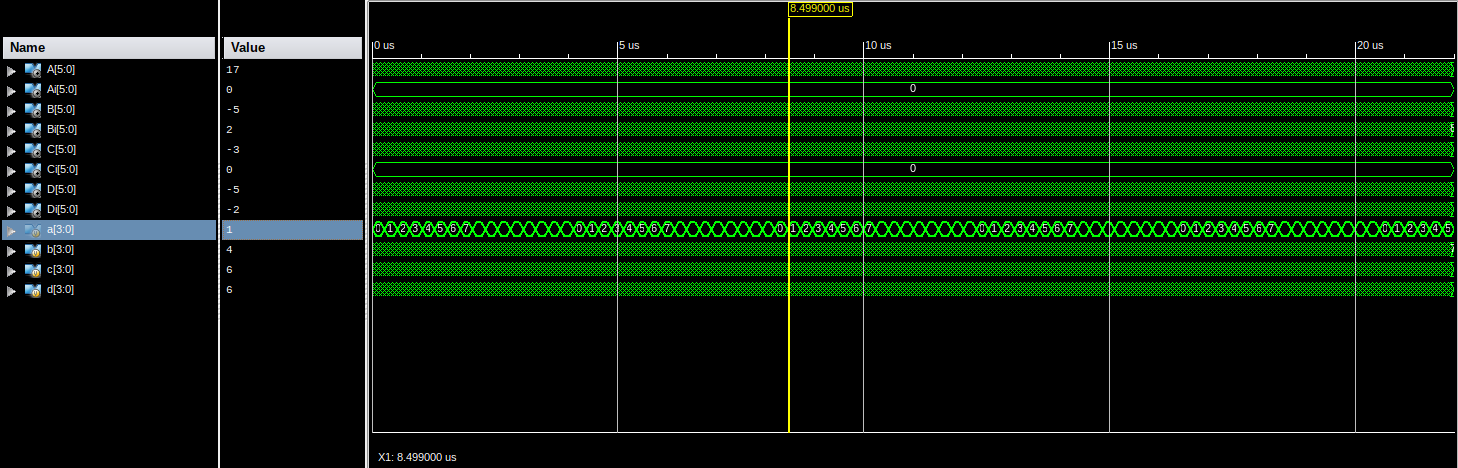 8.499000 us
Name Value 0 us 5 us 10 us 15 us 20 us
A[5:0] 17
Ai[5:0] 0 0
B[5:0] -5
Bi[5:0] 2
C[5:0] -3
Ci[5:0] 0 0
D[5:0] -5
Di[5:0] -2
a[3:0] 1 0 1 2 3 4 5 6 7 0 1 2 3 4 5 6 7 0 1 2 3 4 5 6 7 0 1 2 3 4 5 6 7 0 1 2 3 4 5 6 7 0 1 2 3 4 5
b[3:0] 4
c[3:0] 6
d[3:0] 6
X1: 8.499000 us